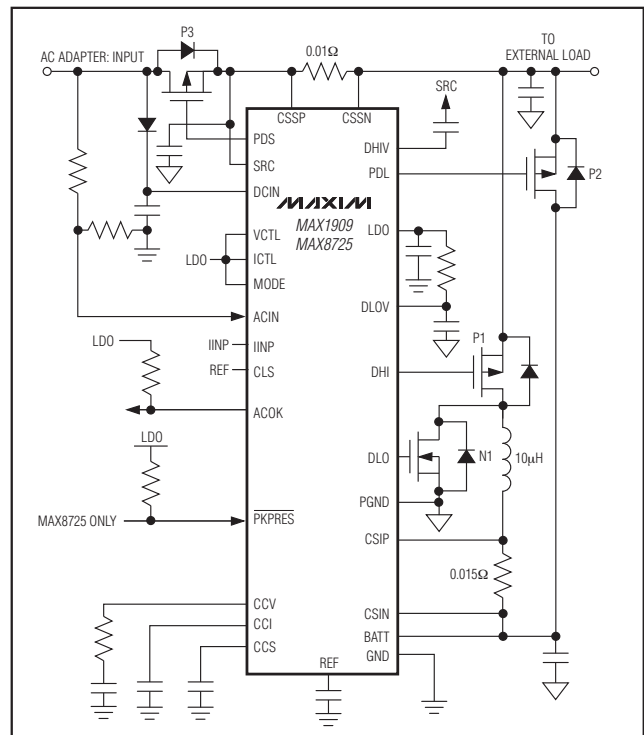 P3
AC ADAPTER: INPUT
0.01Ω
TO
EXTERNAL LOAD
CSSP
CSSN
SRC
PDS
DHIV
SRC
PDL
P2
DCIN
MAXIM
MAX1909
MAX8725
VCTL
LDO
LDO
ICTL
MODE
DLOV
ACIN
P1
LDO
IINP
IINP
REF
CLS
DHI
ACOK
LDO
DLO
N1
10μH
PGND
MAX8725 ONLY
PKPRES
CSIP
0.015Ω
CCV
CSIN
CCI
BATT
CCS
GND
REF